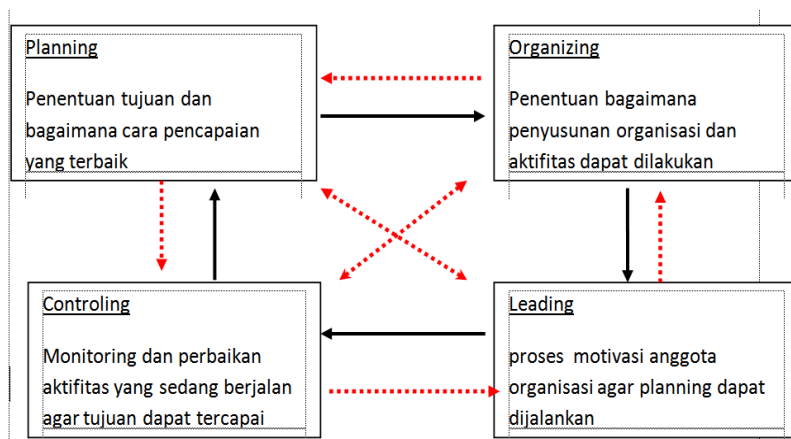 Planning
Penentuan tujuan dan
bagaimana cara pencapaian
yang terbaik
Organizing
Penentuan bagaimana
penyusunan organisasi dan
aktifitas dapat dilakukan
Controling
Monitoring dan perbaikan
aktifitas yang sedang berjalan
agar tujuan dapat tercapai
Leading
proses motivasi anggota
organisasi agar planning dapat
dijalankan